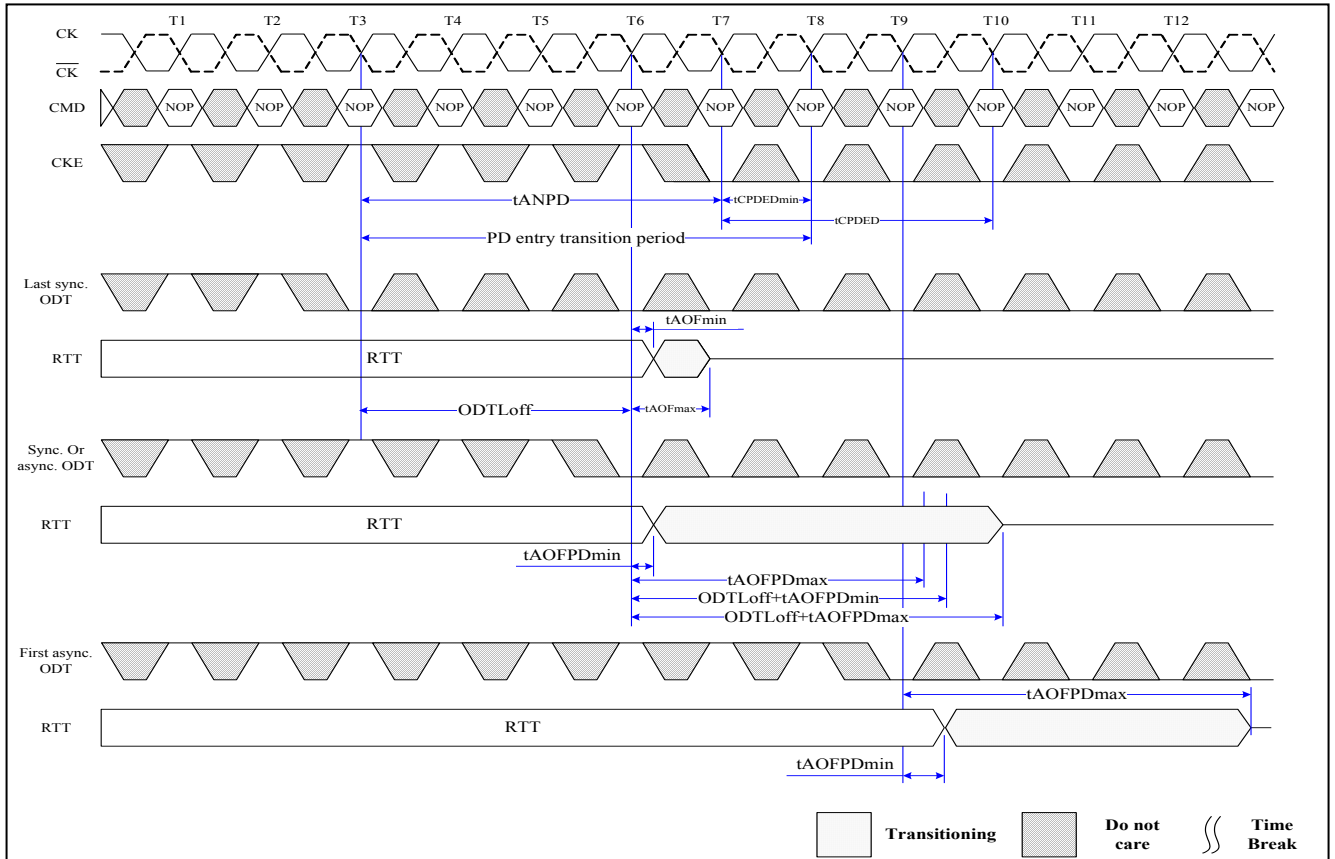 T1 T2 T3 T4 T5 T6 T7 T8 T9 T10 T11 T12
CK
CK
CMD NOP NOP NOP NOP NOP NOP NOP NOP NOP NOP NOP NOP NOP
CKE
tANPD tCPDEDmin
tCPDED
PD entry transition period
Last sync.
ODT
tAOFmin
RTT RTT
ODTLoff tAOFmax
Sync. Or
async. ODT
RTT RTT
tAOFPDmin
tAOFPDmax
ODTLoff+tAOFPDmin
ODTLoff+tAOFPDmax
First async.
ODT
tAOFPDmax
RTT RTT
tAOFPDmin
Transitioning
Do not
care
Time
Break